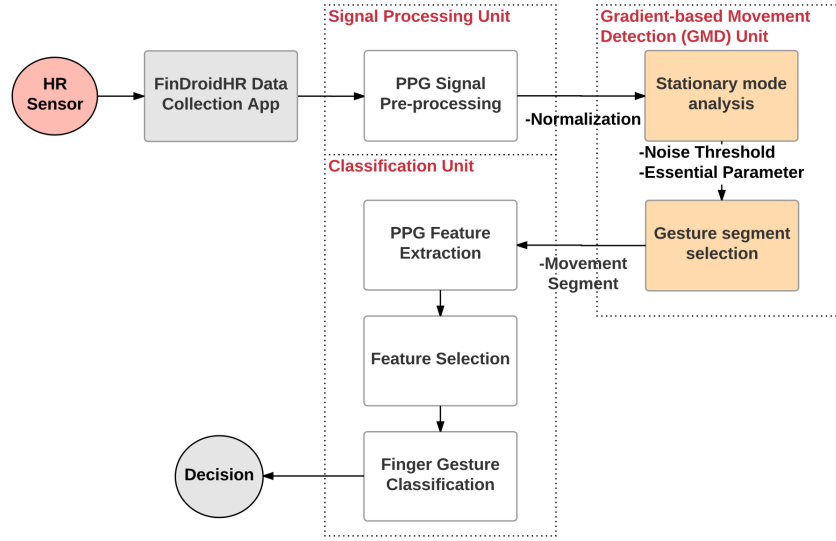 Signal Processing Unit
Gradient-based Movement
Detection (GMD) Unit
HR
Sensor
FinDroidHR Data
Collection App
PPG Signal
Pre-processing
-Normalization
Stationary mode
analysis
-Noise Threshold
-Essential Parameter
Classification Unit
PPG Feature
Extraction
-Movement
Segment
Gesture segment
selection
Feature Selection
Finger Gesture
Classification
Decision